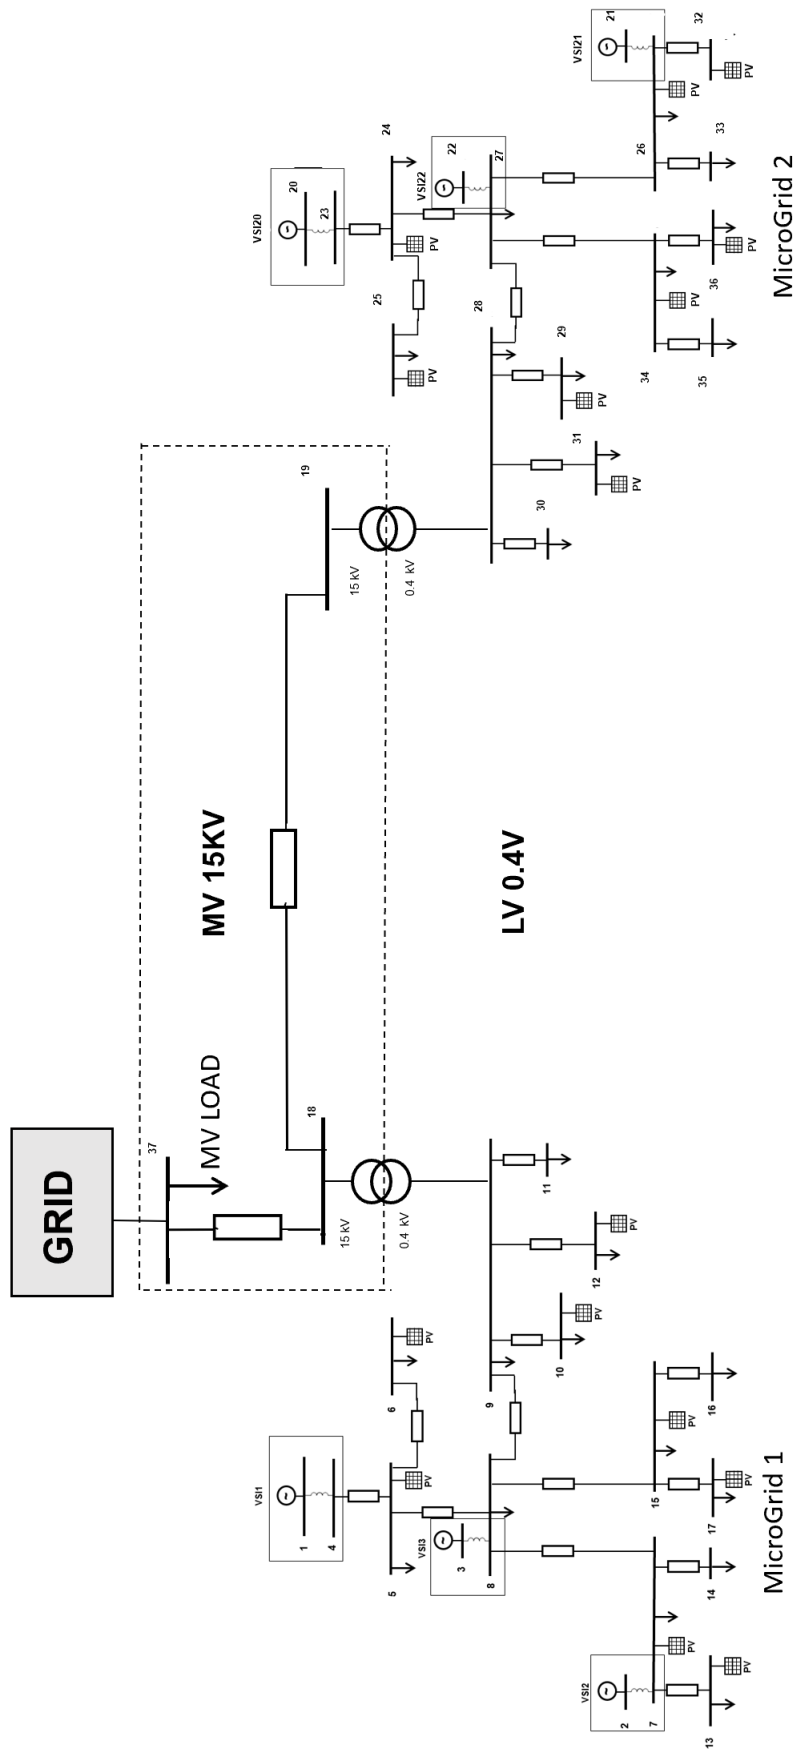 GRID
37
MV LOAD
18
15 kV
0.4 kV
MV 15KV
LV 0.4V
19
15 kV
0.4 kV
VSI1
1
4
5
PV
6
PV
VSI3
3
8
9
10
PV
12
PV
11
VSI2
2
7
PV
13
PV
14
15
PV
17
PV
16
MicroGrid 1
VSI20
20
23
24
PV
25
PV
VSI22
22
27
28
29
PV
31
PV
30
VSI21
21
26
PV
32
PV
33
34
PV
36
PV
35
MicroGrid 2